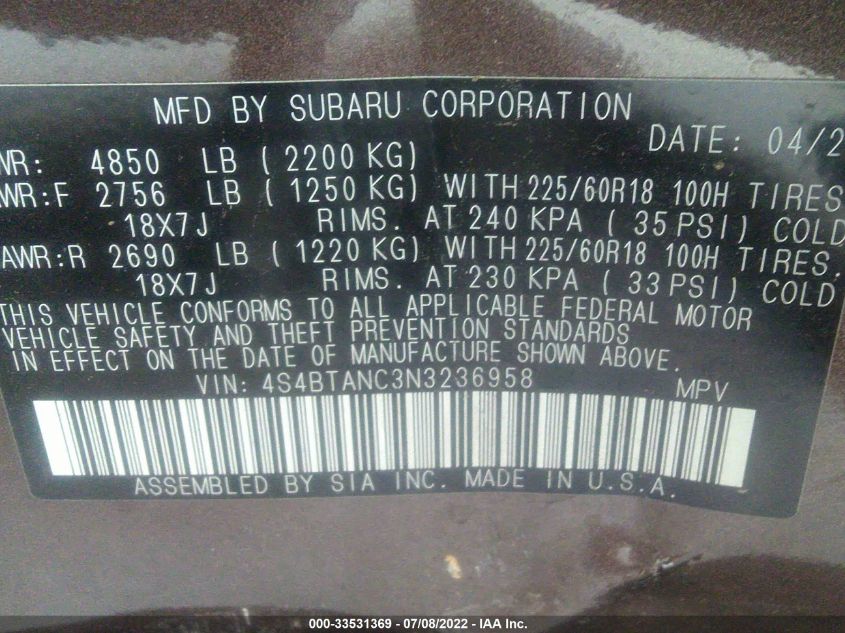 MFD BY SUBARU CORPORATION
DATE: 04/2
WR: 4850 LB ( 2200 KG)
AWR:F 2756 LB ( 1250 KG) WITH 225/60R18 100H TIRES
18X7J RIMS. AT 240 KPA ( 35 PSI) COLD
AWR:R 2690 LB ( 1220 KG) WITH 225/60R18 100H TIRES.
18X7J RIMS. AT 230 KPA ( 33 PSI) COLD
THIS VEHICLE CONFORMS TO ALL APPLICABLE FEDERAL MOTOR
VEHICLE SAFETY AND THEFT PREVENTION STANDARDS
IN EFFECT ON THE DATE OF MANUFACTURE SHOWN ABOVE.
VIN: 4S4BTANC3N3236958 MPV
ASSEMBLED BY SIA INC. MADE IN U.S.A.
000-33531369 - 07/08/2022 - IAA Inc.